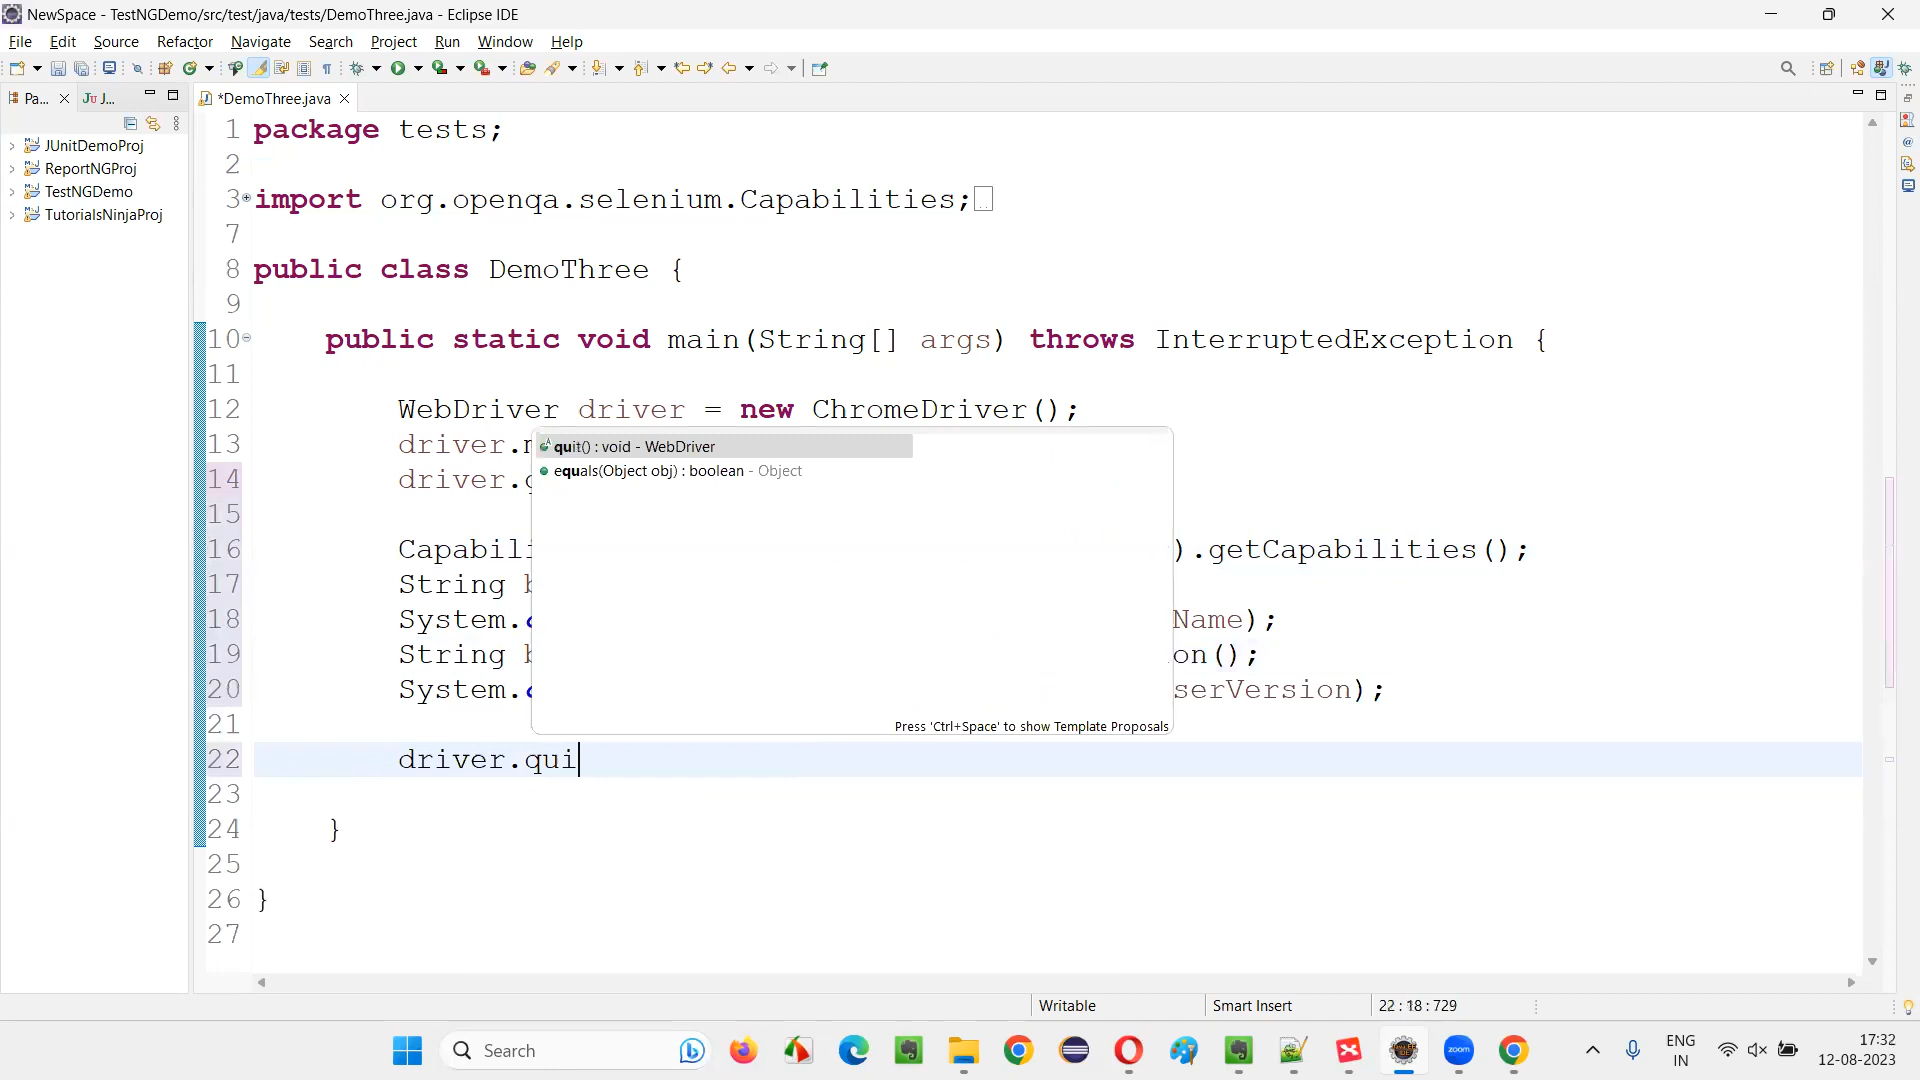 NewSpace - TestNGDemo/src/test/java/tests/DemoThree.java - Eclipse IDE
File Edit Source Refactor Navigate Search Project Run Window Help
Pa... J... *DemoThree.java
JUnitDemoProj
ReportNGProj
TestNGDemo
TutorialsNinjaProj
1 package tests;
2
3 import org.openqa.selenium.Capabilities;
7
8 public class DemoThree {
9
10 public static void main(String[] args) throws InterruptedException {
11
12 WebDriver driver = new ChromeDriver();
13 driver.
quit() : void - WebDriver
equals(Object obj) : boolean - Object
14 driver.
15
16 Capabili ).getCapabilities();
17 String b
18 System. Name);
19 String b on();
20 System. serVersion);
21
Press 'Ctrl+Space' to show Template Proposals
22 driver.qui
23
24 }
25
26 }
27
Writable Smart Insert 22 : 18 : 729
Search zoom ENG 17:32
IN 12-08-2023